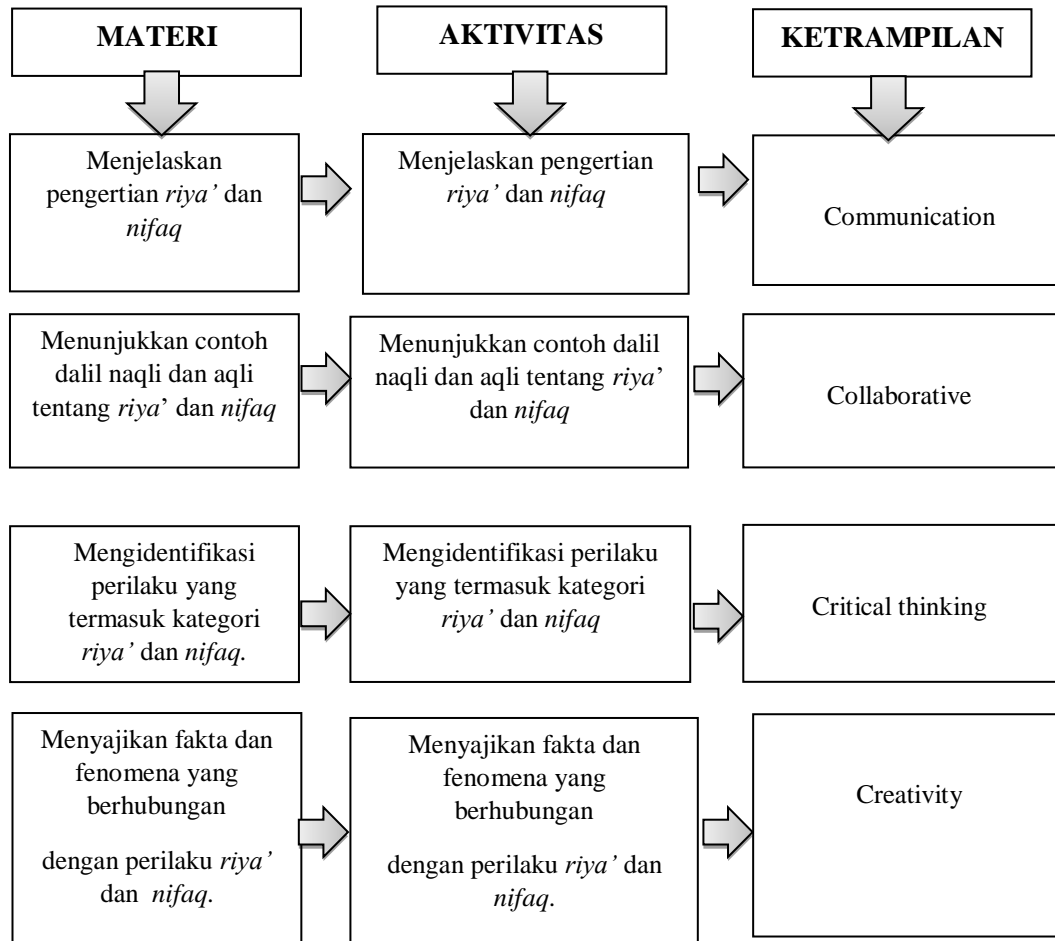 MATERI
AKTIVITAS
KETRAMPILAN
Menjelaskan
pengertian riya’ dan
nifaq
Menjelaskan pengertian
riya’ dan nifaq
Communication
Menunjukkan contoh
dalil naqli dan aqli
tentang riya’ dan nifaq
Menunjukkan contoh dalil
naqli dan aqli tentang riya’
dan nifaq
Collaborative
Mengidentifikasi
perilaku yang
termasuk kategori
riya’ dan nifaq.
Mengidentifikasi perilaku
yang termasuk kategori
riya’ dan nifaq
Critical thinking
Menyajikan fakta dan
fenomena yang
berhubungan
dengan perilaku riya’
dan nifaq.
Menyajikan fakta dan
fenomena yang
berhubungan
dengan perilaku riya’ dan
nifaq.
Creativity